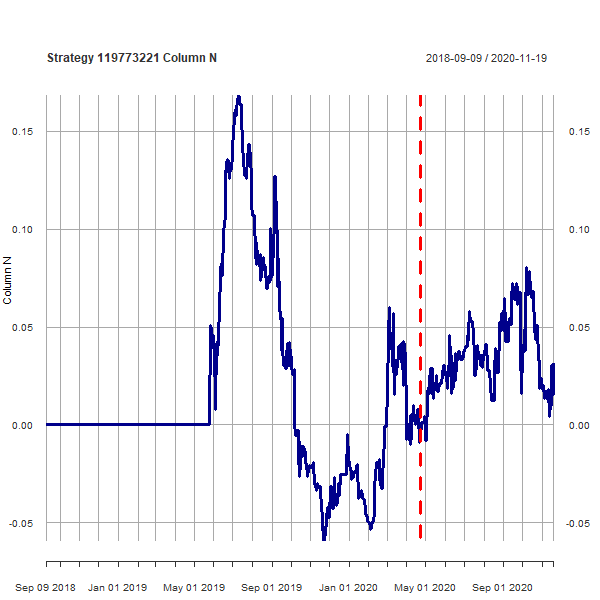 Strategy 119773221 Column N
2018-09-09 / 2020-11-19
0.15
0.15
0.10
0.10
Column N
0.05
0.05
0.00
0.00
-0.05
-0.05
Sep 09 2018
Jan 01 2019
May 01 2019
Sep 01 2019
Jan 01 2020
May 01 2020
Sep 01 2020